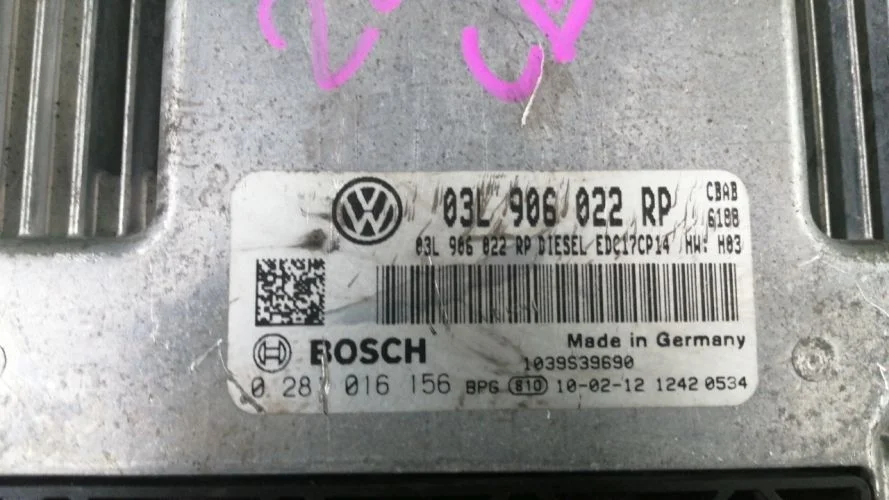 03L 906 022 RP CBAB
6188
03L 906 022 RP DIESEL EDC17CP14 HW: H03
BOSCH Made in Germany
1039S39690
0 281 016 156 BPG 810 10-02-12 1242 0534